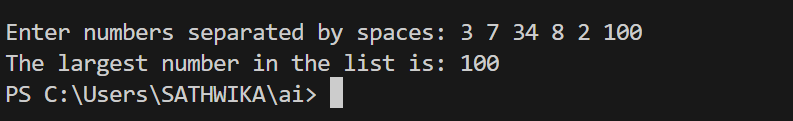 Enter numbers separated by spaces: 3 7 34 8 2 100
The largest number in the list is: 100
PS C:\Users\SATHWIKA\ai>